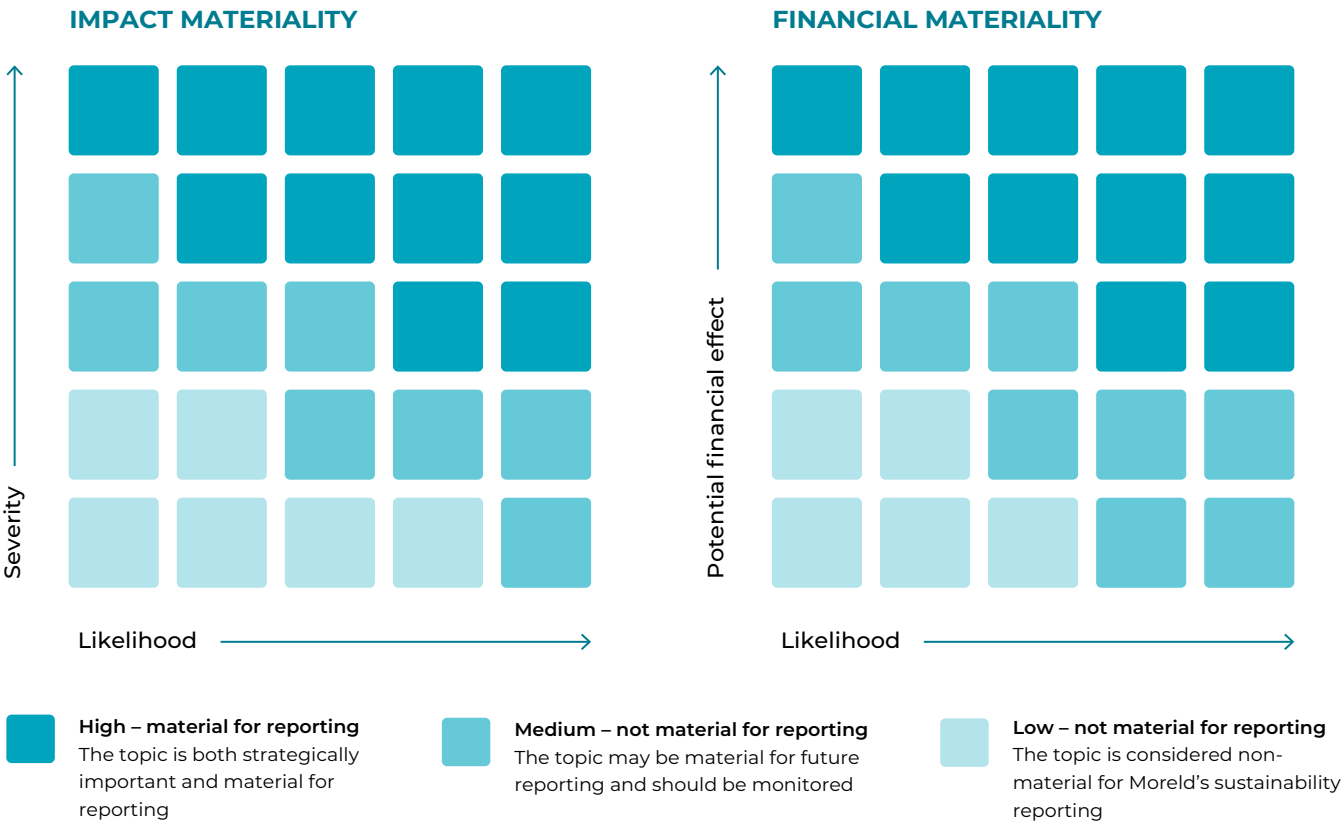 IMPACT MATERIALITY
Severity
Likelihood
FINANCIAL MATERIALITY
Potential financial effect
Likelihood
High – material for reporting
The topic is both strategically
important and material for
reporting
Medium – not material for reporting
The topic may be material for future
reporting and should be monitored
Low – not material for reporting
The topic is considered non-
material for Moreld’s sustainability
reporting